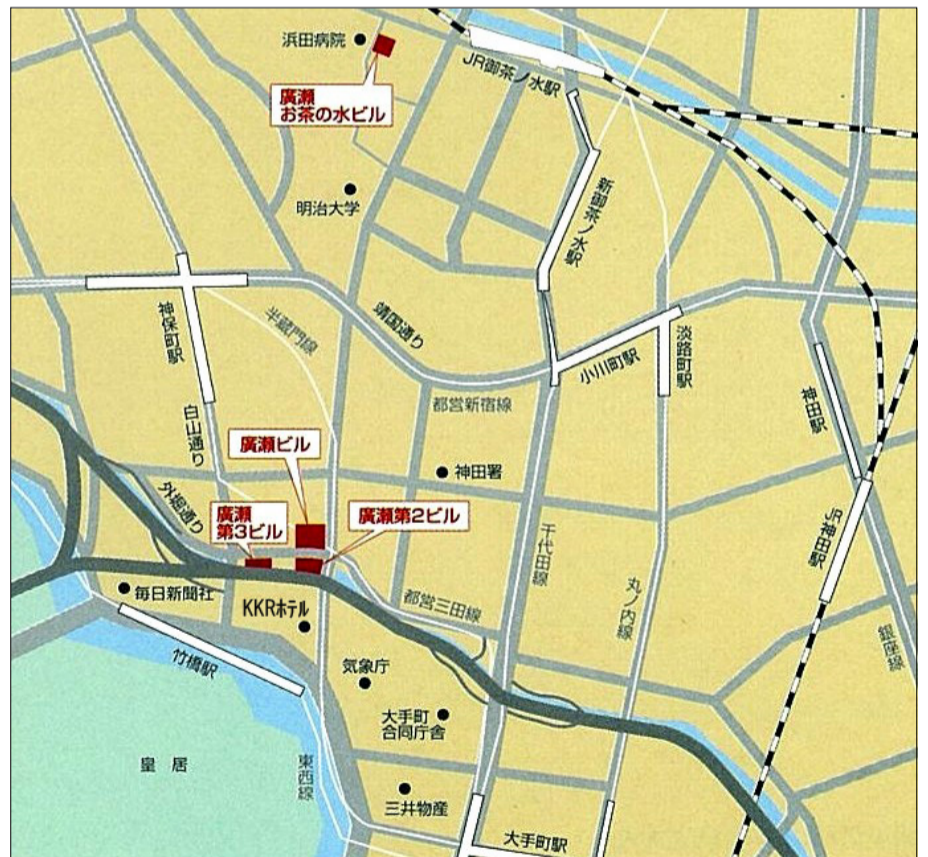 浜田病院
JR御茶ノ水駅
廣瀬
お茶の水ビル
明治大学
新御茶ノ水駅
神保町駅
半蔵門線
靖国通り
小川町駅
淡路町駅
都営新宿線
神田駅
白山通り
廣瀬ビル
神田署
外堀通り
廣瀬
第3ビル
廣瀬第2ビル
千代田線
JR神田駅
毎日新聞社
KKRホテル
都営三田線
丸ノ内線
銀座線
竹橋駅
気象庁
大手町
合同庁舎
皇居
東西線
三井物産
大手町駅